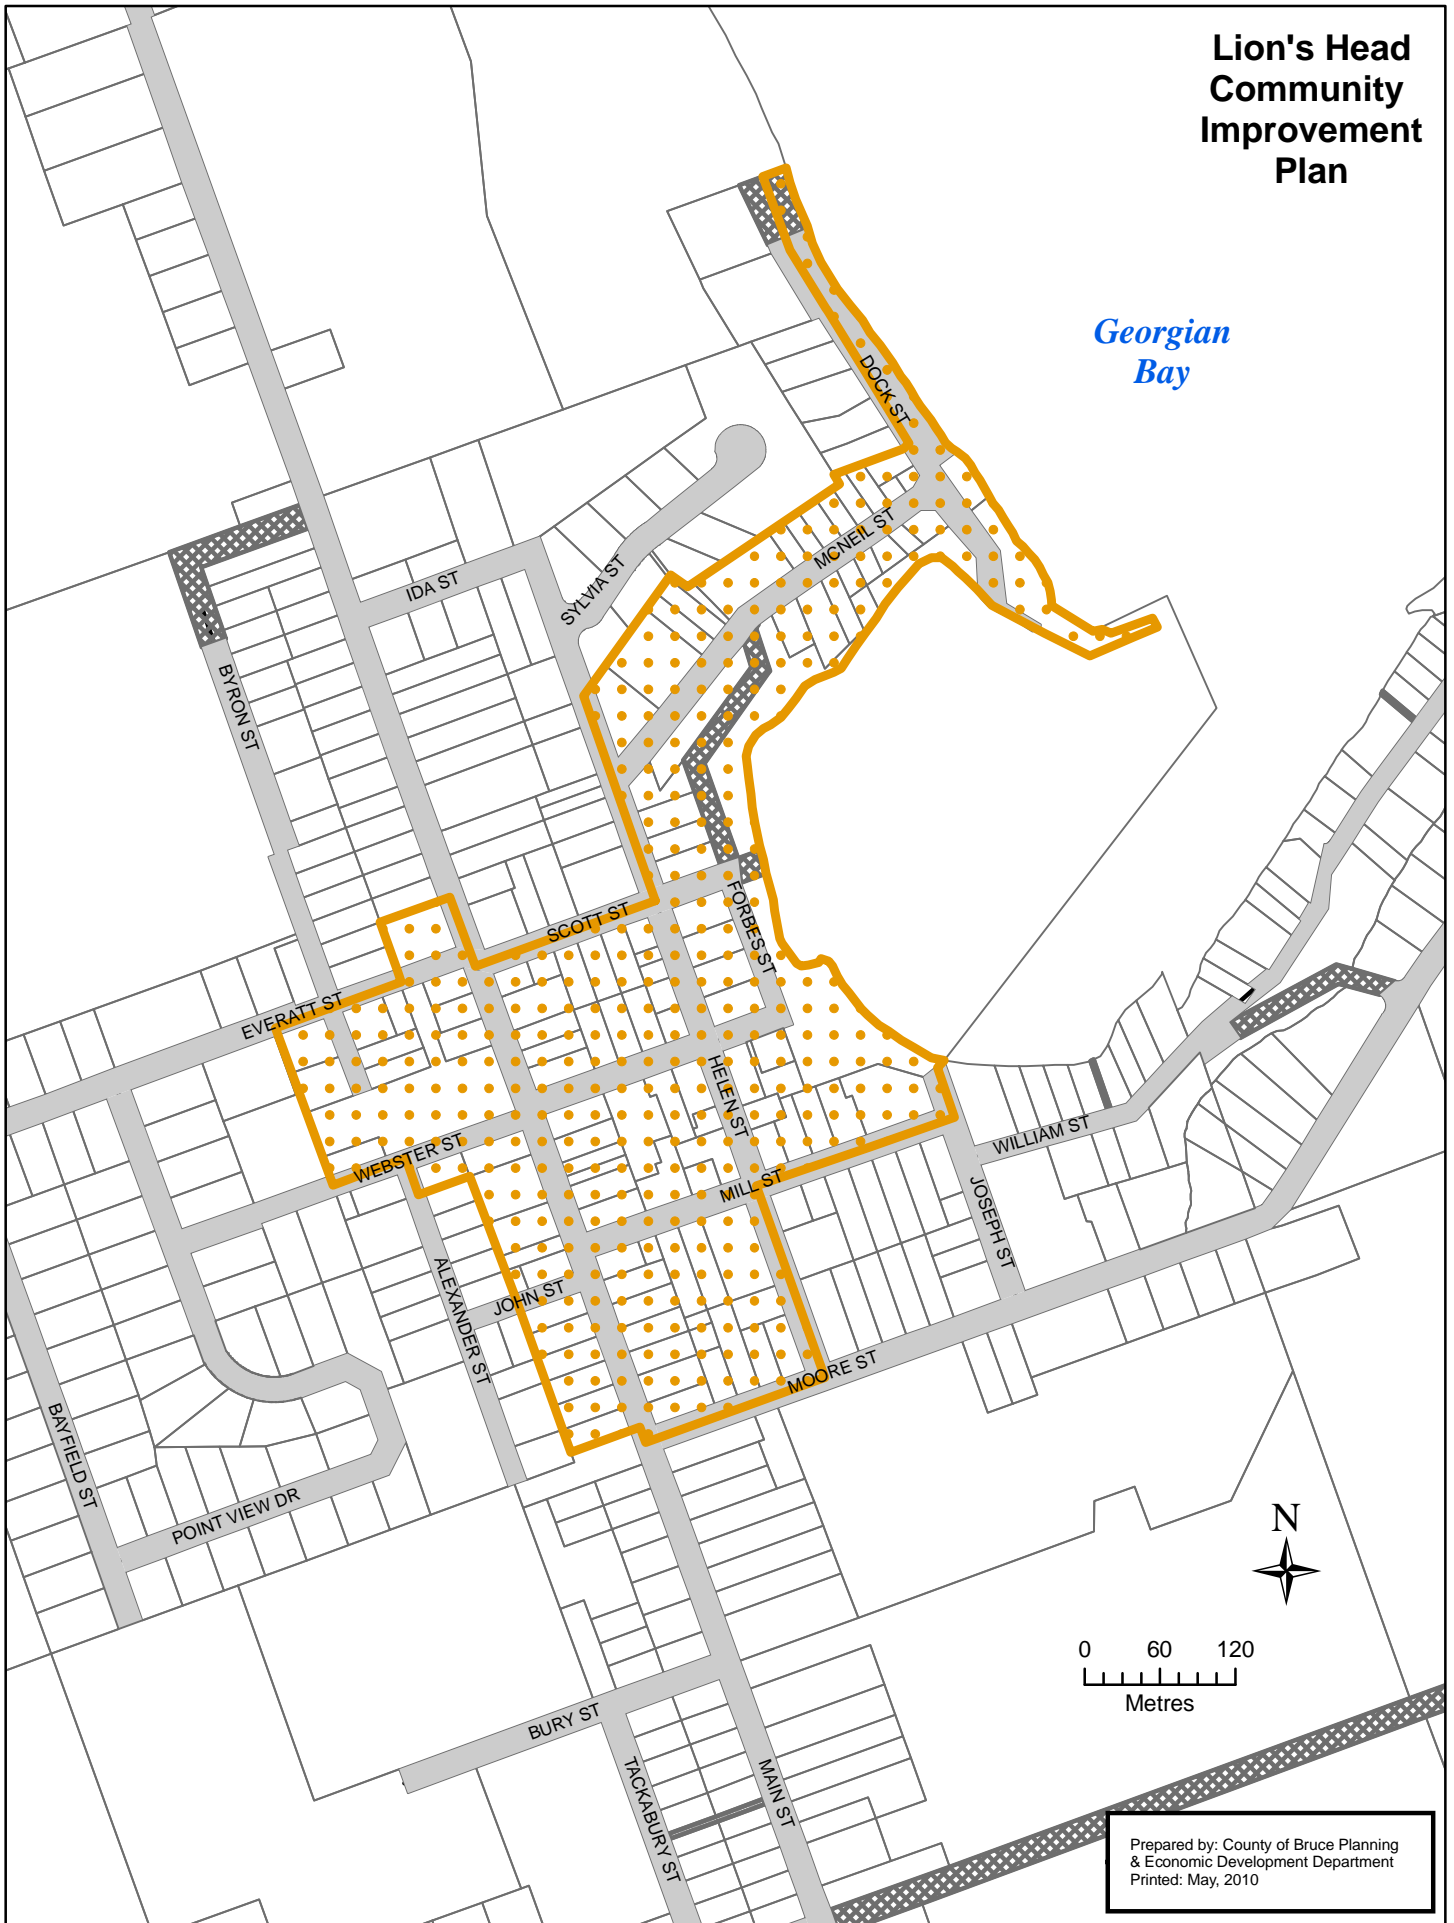 Lion's Head
Community
Improvement
Plan
Georgian
Bay
DOCK ST
MCNEIL ST
IDA ST
SYLVIA ST
BYRON ST
SCOTT ST
FORBES ST
EVERATT ST
HELEN ST
WEBSTER ST
WILLIAM ST
MILL ST
JOSEPH ST
ALEXANDER ST
JOHN ST
MOORE ST
BAYFIELD ST
POINT VIEW DR
N
0 60 120
Metres
BURY ST
TACKABURY ST
MAIN ST
Prepared by: County of Bruce Planning
& Economic Development Department
Printed: May, 2010